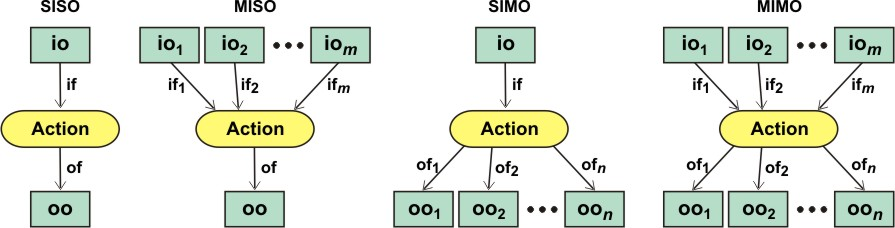 SISO MISO SIMO MIMO
io io1 io2 ••• iom io io1 io2 ••• iom
if if1 if2 ifm if if1 if2 ifm
Action Action Action Action
of of of1 of2 ofn of1 of2 ofn
oo oo oo1 oo2 ••• oon oo1 oo2 ••• oon